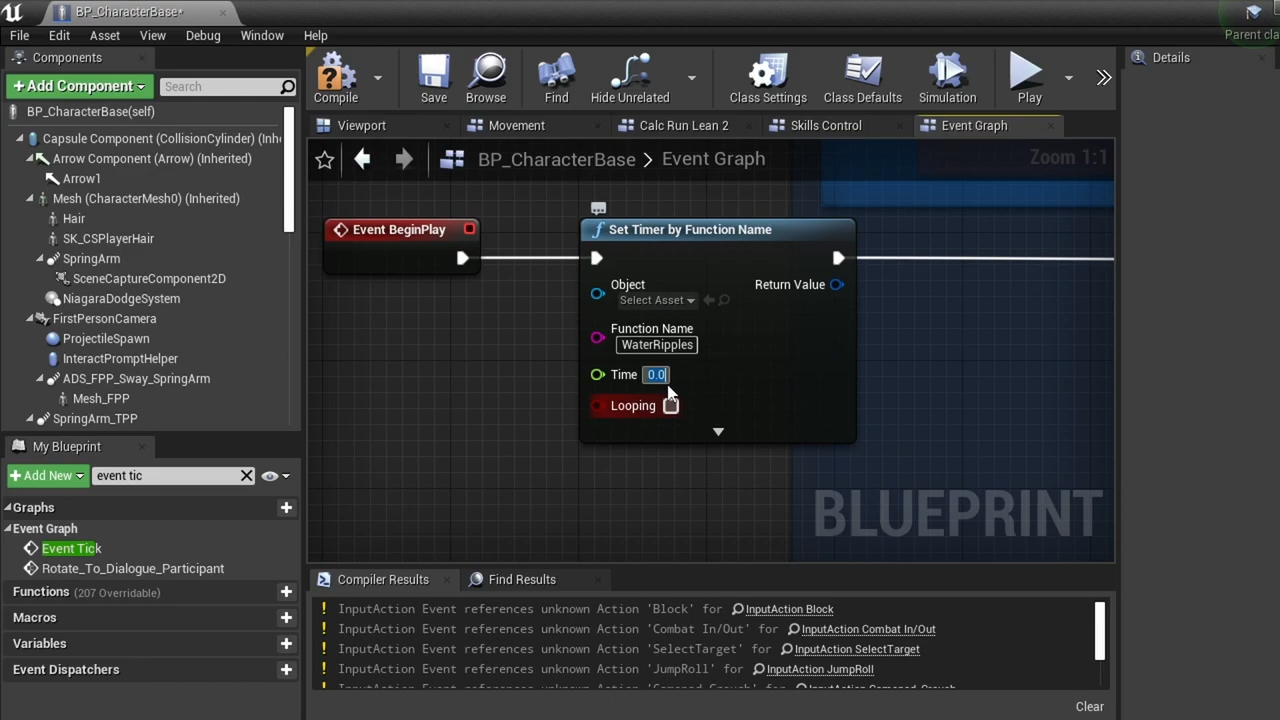 BP_CharacterBase*
File Edit Asset View Debug Window Help
Parent cla
Components
Add Component
Search
BP_CharacterBase(self)
Capsule Component (CollisionCylinder) (Inh
Arrow Component (Arrow) (Inherited)
Arrow1
Mesh (CharacterMesh0) (Inherited)
Hair
SK_CSPlayerHair
SpringArm
SceneCaptureComponent2D
NiagaraDodgeSystem
FirstPersonCamera
ProjectileSpawn
InteractPromptHelper
ADS_FPP_Sway_SpringArm
Mesh_FPP
SpringArm_TPP
My Blueprint
Add New
event tic
Graphs
Event Graph
Event Tick
Rotate_To_Dialogue_Participant
Functions (207 Overridable)
Macros
Variables
Event Dispatchers
Compile Save Browse Find Hide Unrelated Class Settings Class Defaults Simulation Play
Viewport Movement Calc Run Lean 2 Skills Control Event Graph
BP_CharacterBase > Event Graph
Zoom 1:1
Event BeginPlay
Set Timer by Function Name
Object
Select Asset
Return Value
Function Name
WaterRipples
Time 0.0
Looping
BLUEPRINT
Compiler Results Find Results
! InputAction Event references unknown Action 'Block' for InputAction Block
! InputAction Event references unknown Action 'Combat In/Out' for InputAction Combat In/Out
! InputAction Event references unknown Action 'SelectTarget' for InputAction SelectTarget
! InputAction Event references unknown Action 'JumpRoll' for InputAction JumpRoll
Clear
Details